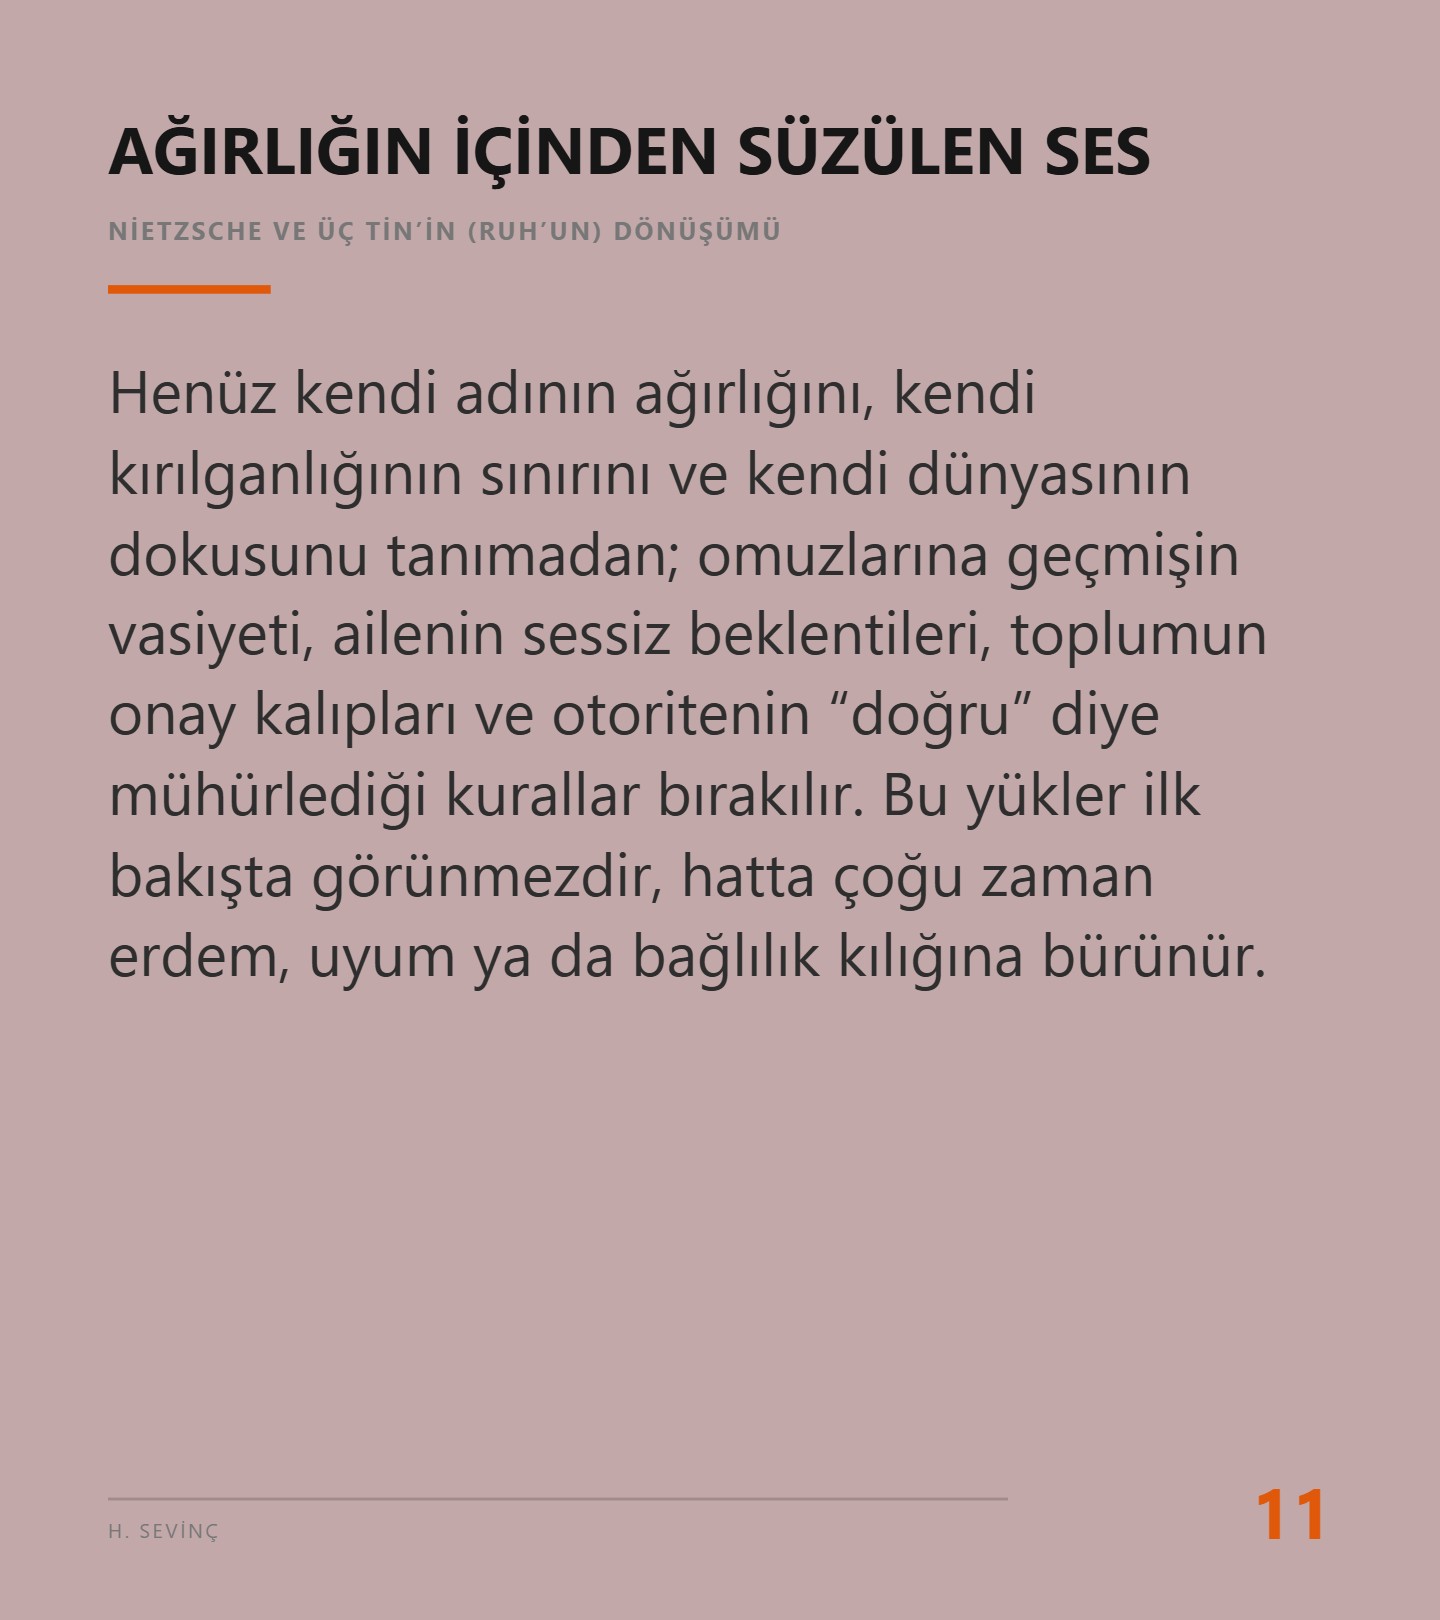 AĞIRLIĞIN İÇİNDEN SÜZÜLEN SES
NİETZSCHE VE ÜÇ TİN’İN (RUH’UN) DÖNÜŞÜMÜ
Henüz kendi adının ağırlığını, kendi
kırılganlığının sınırını ve kendi dünyasının
dokusunu tanımadan; omuzlarına geçmişin
vasiyeti, ailenin sessiz beklentileri, toplumun
onay kalıpları ve otoritenin “doğru” diye
mühürlediği kurallar bırakılır. Bu yükler ilk
bakışta görünmezdir, hatta çoğu zaman
erdem, uyum ya da bağlılık kılığına bürünür.
H. SEVİNÇ
11